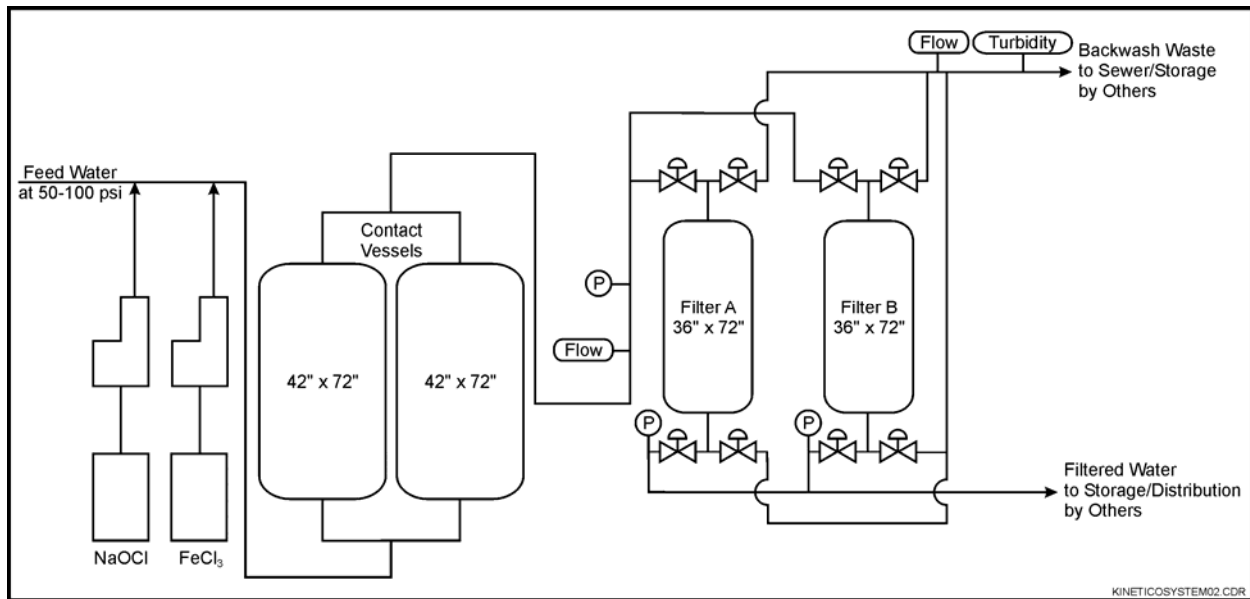 Flow
Turbidity
Backwash Waste
to Sewer/Storage
by Others
Feed Water
at 50-100 psi
Contact
Vessels
P
Filter A
36" x 72"
Filter B
36" x 72"
Flow
42" x 72"
42" x 72"
P
P
Filtered Water
to Storage/Distribution
by Others
NaOCl
FeCl₃
KINETICOSYSTEM02.CDR